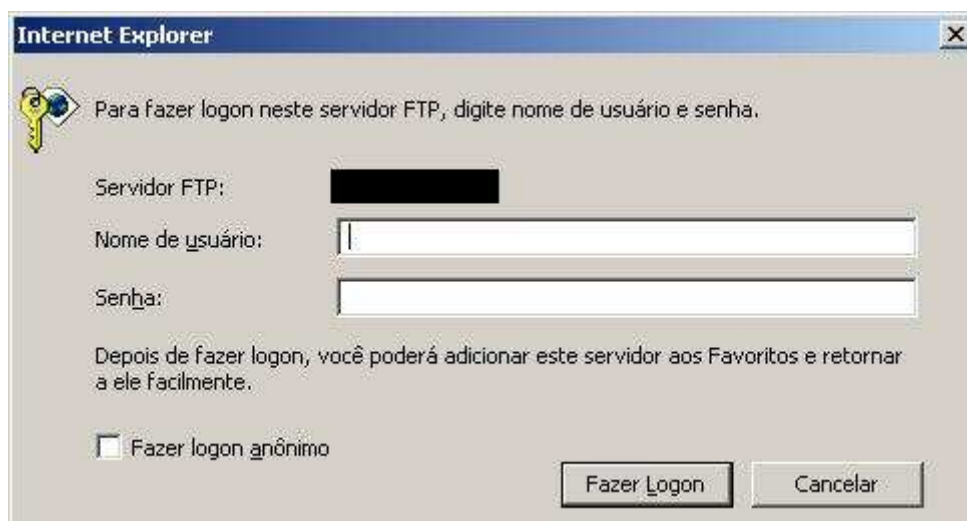 Internet Explorer
Para fazer logon neste servidor FTP, digite nome de usuário e senha.
Servidor FTP:
Nome de usuário:
Senha:
Depois de fazer logon, você poderá adicionar este servidor aos Favoritos e retornar
a ele facilmente.
Fazer logon anônimo
Fazer Logon
Cancelar